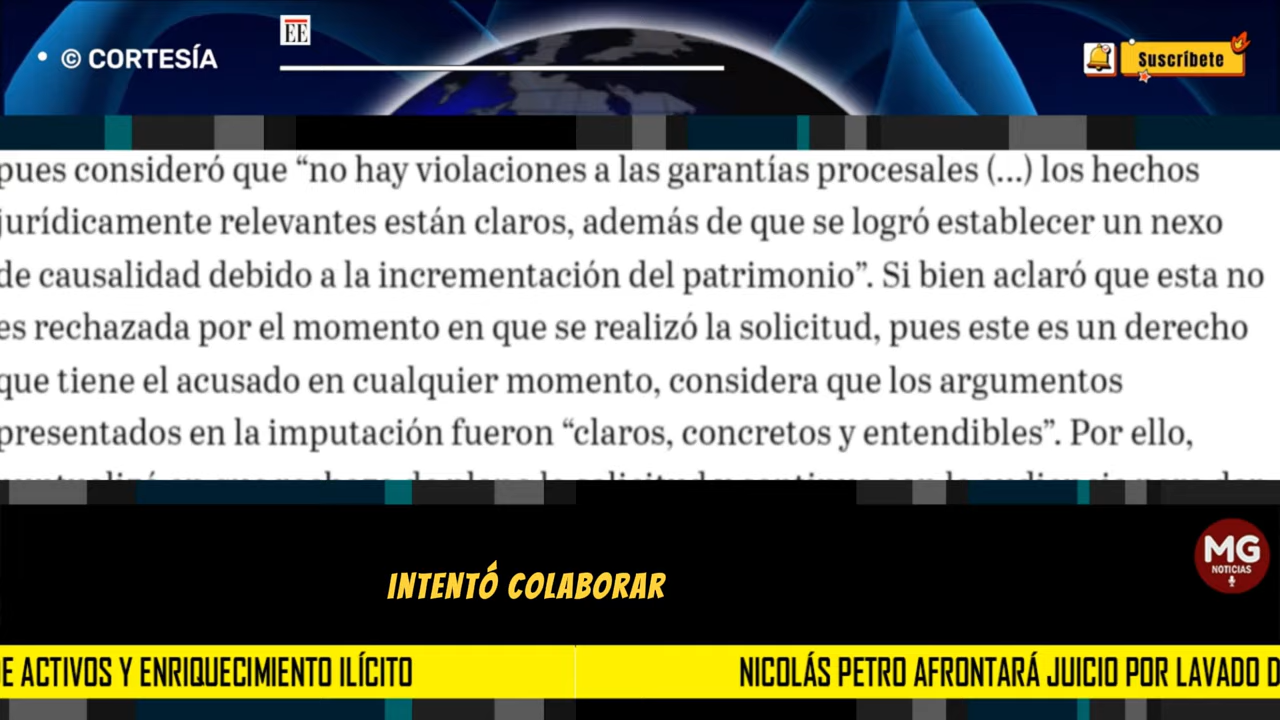 EE
• © CORTESÍA
Suscríbete
pues consideró que “no hay violaciones a las garantías procesales (...) los hechos
jurídicamente relevantes están claros, además de que se logró establecer un nexo
de causalidad debido a la incrementación del patrimonio”. Si bien aclaró que esta no
es rechazada por el momento en que se realizó la solicitud, pues este es un derecho
que tiene el acusado en cualquier momento, considera que los argumentos
presentados en la imputación fueron “claros, concretos y entendibles”. Por ello,
MG
NOTICIAS
INTENTÓ COLABORAR
E ACTIVOS Y ENRIQUECIMIENTO ILÍCITO
NICOLÁS PETRO AFRONTARÁ JUICIO POR LAVADO D